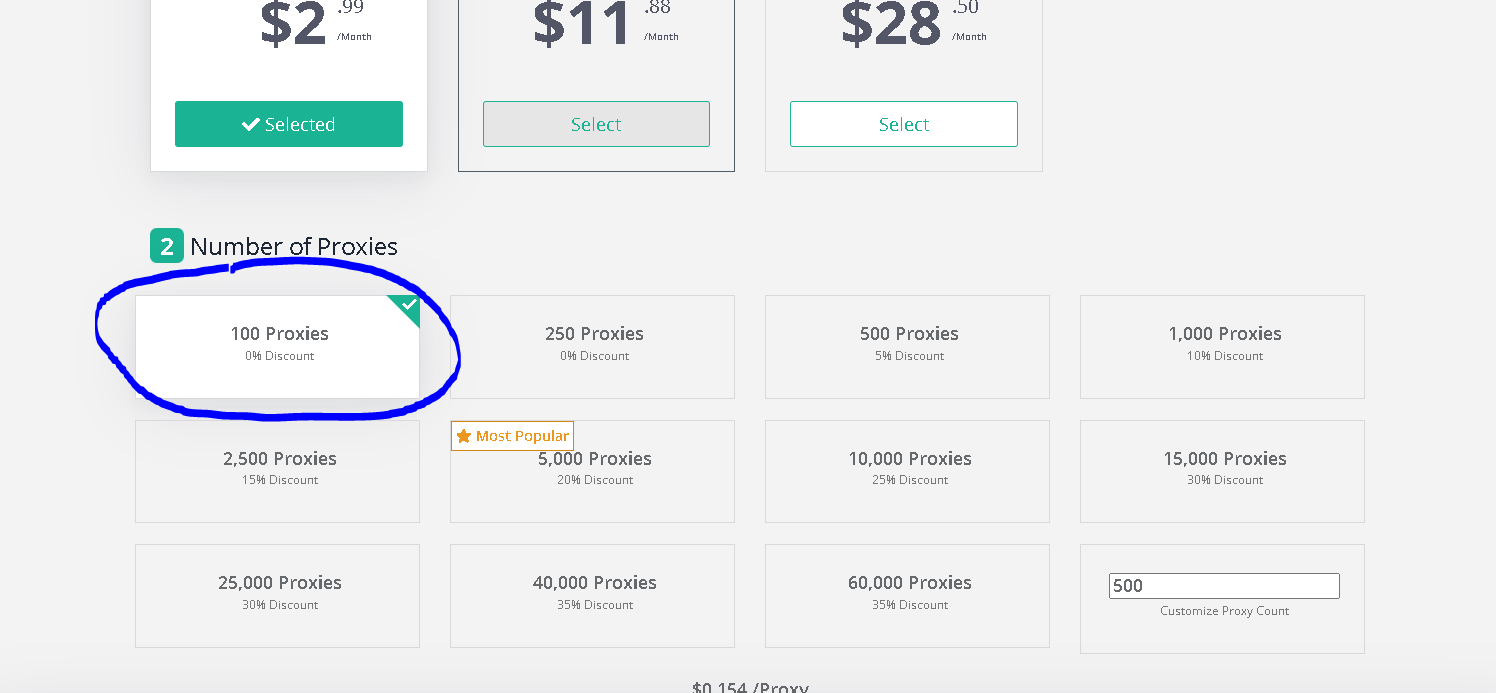 $2 .99 /Month
$11 .88 /Month
$28 .50 /Month
Selected
Select
Select
2 Number of Proxies
100 Proxies
0% Discount
250 Proxies
0% Discount
500 Proxies
5% Discount
1,000 Proxies
10% Discount
2,500 Proxies
15% Discount
Most Popular
5,000 Proxies
20% Discount
10,000 Proxies
25% Discount
15,000 Proxies
30% Discount
25,000 Proxies
30% Discount
40,000 Proxies
35% Discount
60,000 Proxies
35% Discount
500
Customize Proxy Count
$0.154 /Proxy